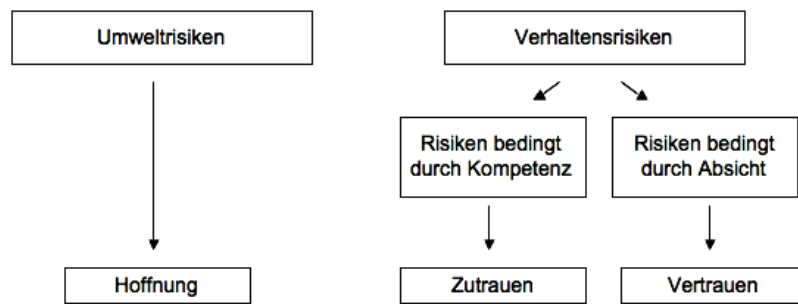 Umweltrisiken
Verhaltensrisiken
Risiken bedingt
durch Kompetenz
Risiken bedingt
durch Absicht
Hoffnung
Zutrauen
Vertrauen